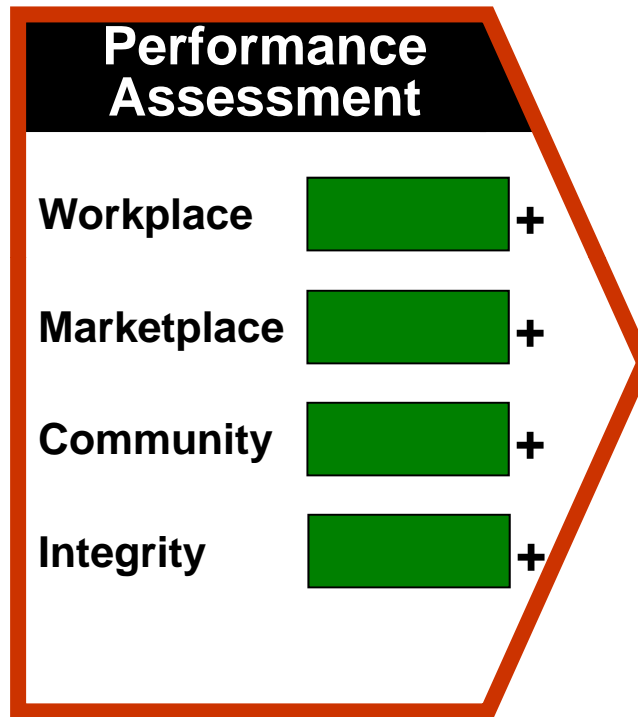 Performance
Assessment
Workplace +
Marketplace +
Community +
Integrity +